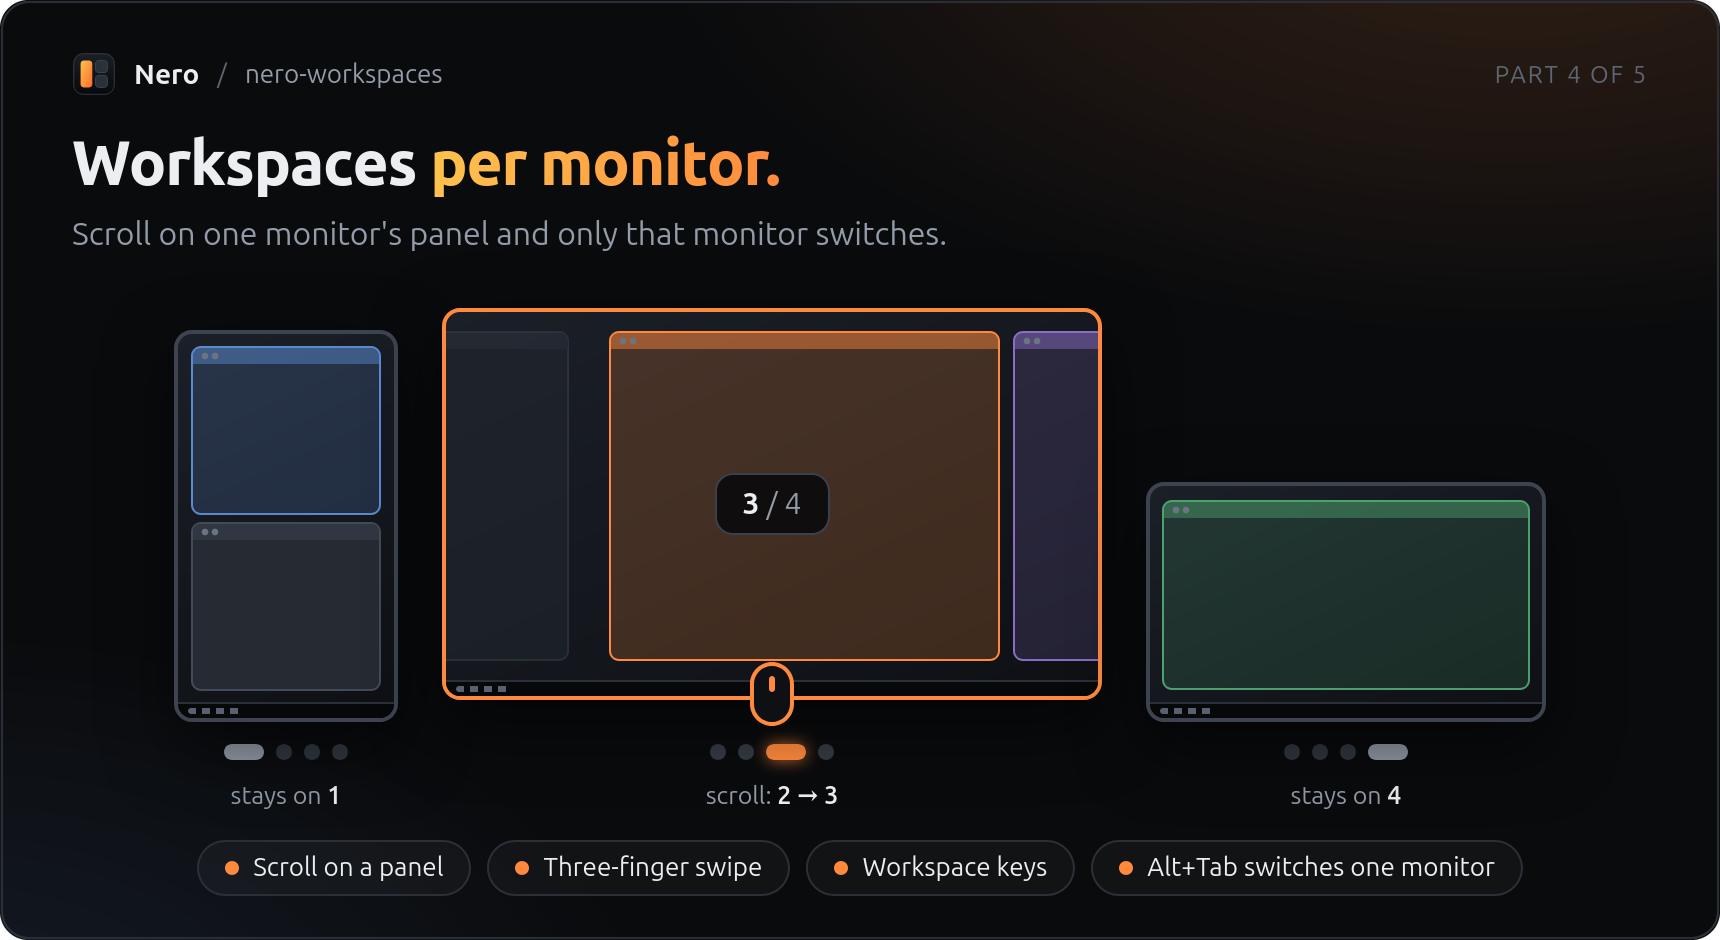 Nero / nero-workspaces
PART 4 OF 5
Workspaces per monitor.
Scroll on one monitor's panel and only that monitor switches.
3 / 4
stays on 1
scroll: 2 → 3
stays on 4
Scroll on a panel
Three-finger swipe
Workspace keys
Alt+Tab switches one monitor